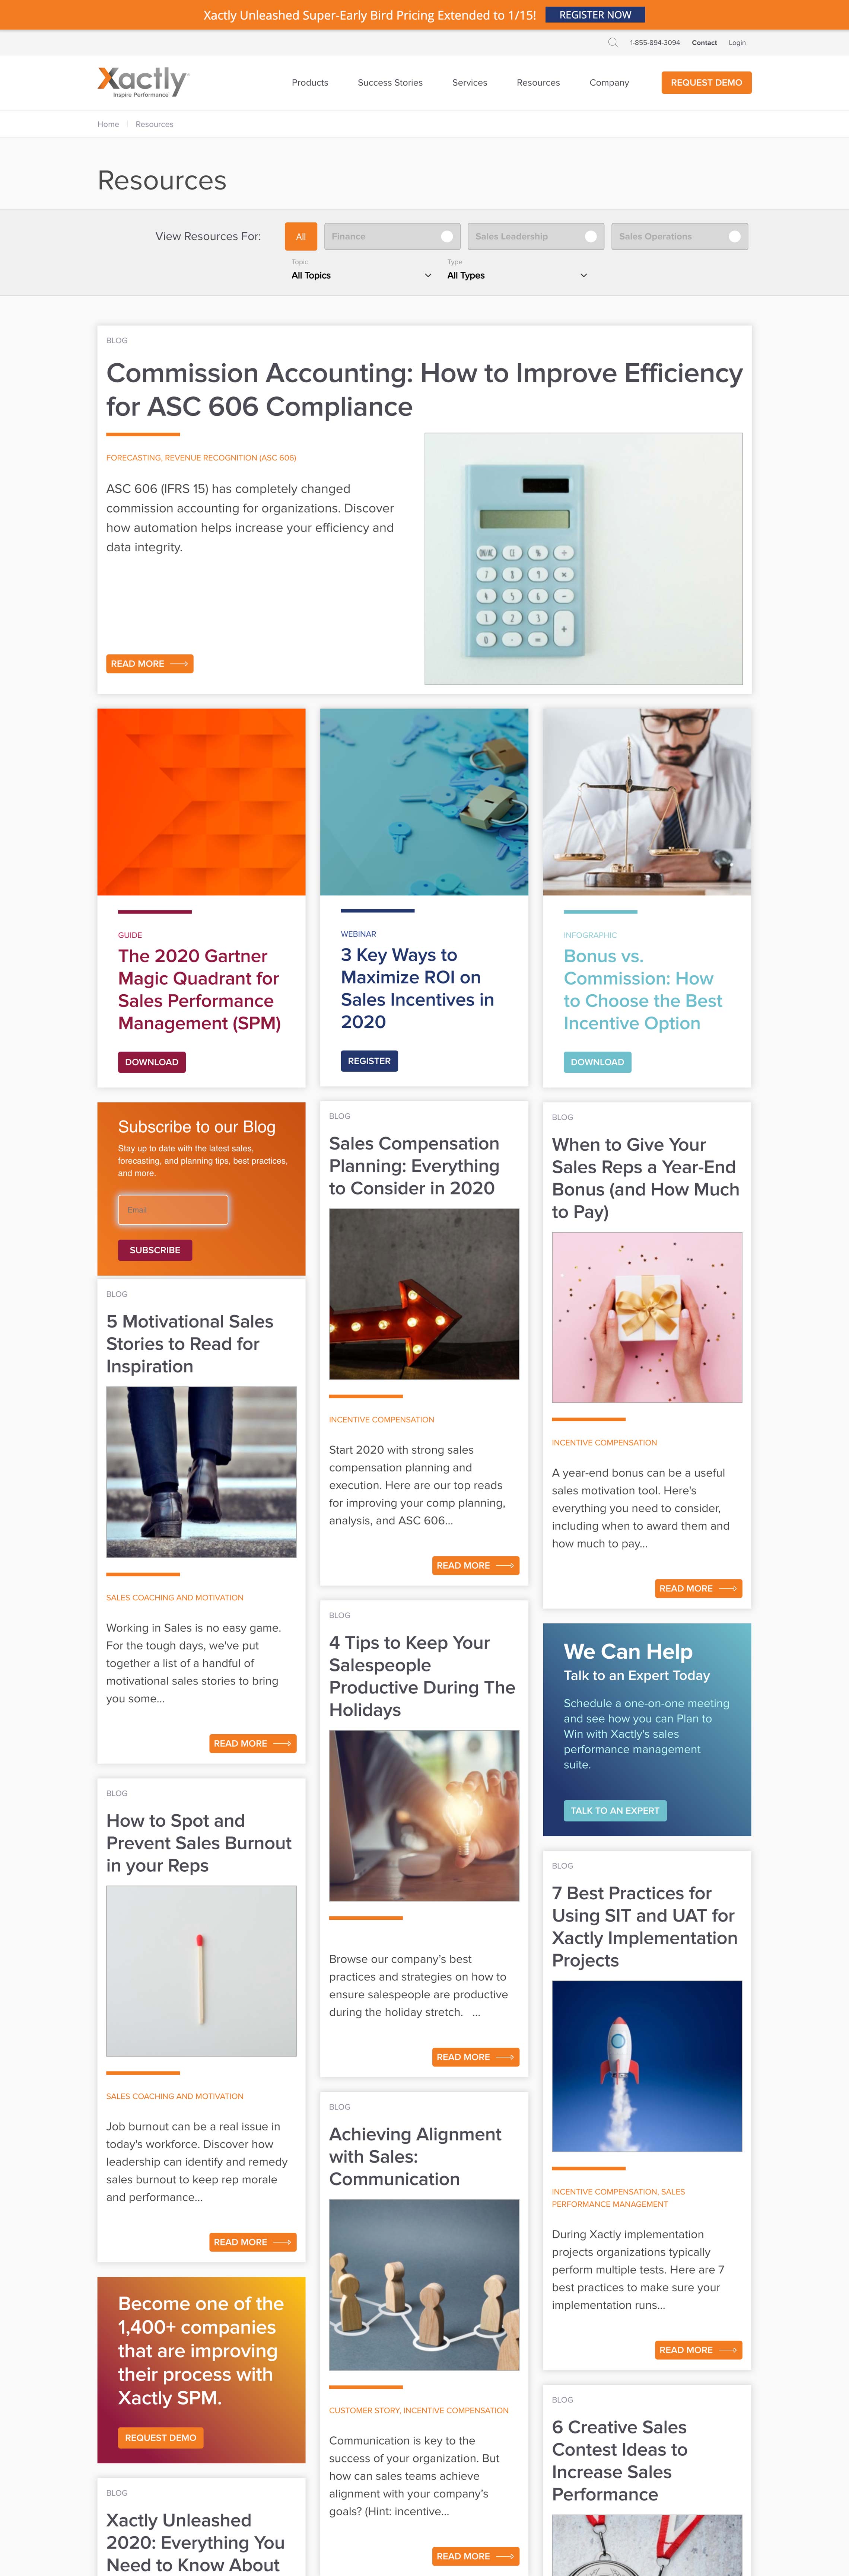 Xactly Unleashed Super-Early Bird Pricing Extended to 1/15!
REGISTER NOW
1-855-894-3094
Contact
Login
Xactly
Inspire Performance
Products
Success Stories
Services
Resources
Company
REQUEST DEMO
Home
Resources
Resources
View Resources For:
All
Finance
Sales Leadership
Sales Operations
Topic
All Topics
Type
All Types
BLOG
Commission Accounting: How to Improve Efficiency
for ASC 606 Compliance
FORECASTING, REVENUE RECOGNITION (ASC 606)
ASC 606 (IFRS 15) has completely changed
commission accounting for organizations. Discover
how automation helps increase your efficiency and
data integrity.
READ MORE
GUIDE
The 2020 Gartner
Magic Quadrant for
Sales Performance
Management (SPM)
DOWNLOAD
WEBINAR
3 Key Ways to
Maximize ROI on
Sales Incentives in
2020
REGISTER
INFOGRAPHIC
Bonus vs.
Commission: How
to Choose the Best
Incentive Option
DOWNLOAD
Subscribe to our Blog
Stay up to date with the latest sales,
forecasting, and planning tips, best practices,
and more.
Email
SUBSCRIBE
BLOG
5 Motivational Sales
Stories to Read for
Inspiration
SALES COACHING AND MOTIVATION
Working in Sales is no easy game.
For the tough days, we've put
together a list of a handful of
motivational sales stories to bring
you some...
READ MORE
BLOG
How to Spot and
Prevent Sales Burnout
in your Reps
SALES COACHING AND MOTIVATION
Job burnout can be a real issue in
today's workforce. Discover how
leadership can identify and remedy
sales burnout to keep rep morale
and performance...
READ MORE
Become one of the
1,400+ companies
that are improving
their process with
Xactly SPM.
REQUEST DEMO
BLOG
Xactly Unleashed
2020: Everything You
Need to Know About
BLOG
Sales Compensation
Planning: Everything
to Consider in 2020
INCENTIVE COMPENSATION
Start 2020 with strong sales
compensation planning and
execution. Here are our top reads
for improving your comp planning,
analysis, and ASC 606...
READ MORE
BLOG
4 Tips to Keep Your
Salespeople
Productive During The
Holidays
Browse our company's best
practices and strategies on how to
ensure salespeople are productive
during the holiday stretch. ...
READ MORE
BLOG
Achieving Alignment
with Sales:
Communication
CUSTOMER STORY, INCENTIVE COMPENSATION
Communication is key to the
success of your organization. But
how can sales teams achieve
alignment with your company's
goals? (Hint: incentive...
READ MORE
BLOG
When to Give Your
Sales Reps a Year-End
Bonus (and How Much
to Pay)
INCENTIVE COMPENSATION
A year-end bonus can be a useful
sales motivation tool. Here's
everything you need to consider,
including when to award them and
how much to pay...
READ MORE
We Can Help
Talk to an Expert Today
Schedule a one-on-one meeting
and see how you can Plan to
Win with Xactly's sales
performance management
suite.
TALK TO AN EXPERT
BLOG
7 Best Practices for
Using SIT and UAT for
Xactly Implementation
Projects
INCENTIVE COMPENSATION, SALES
PERFORMANCE MANAGEMENT
During Xactly implementation
projects organizations typically
perform multiple tests. Here are 7
best practices to make sure your
implementation runs...
READ MORE
BLOG
6 Creative Sales
Contest Ideas to
Increase Sales
Performance